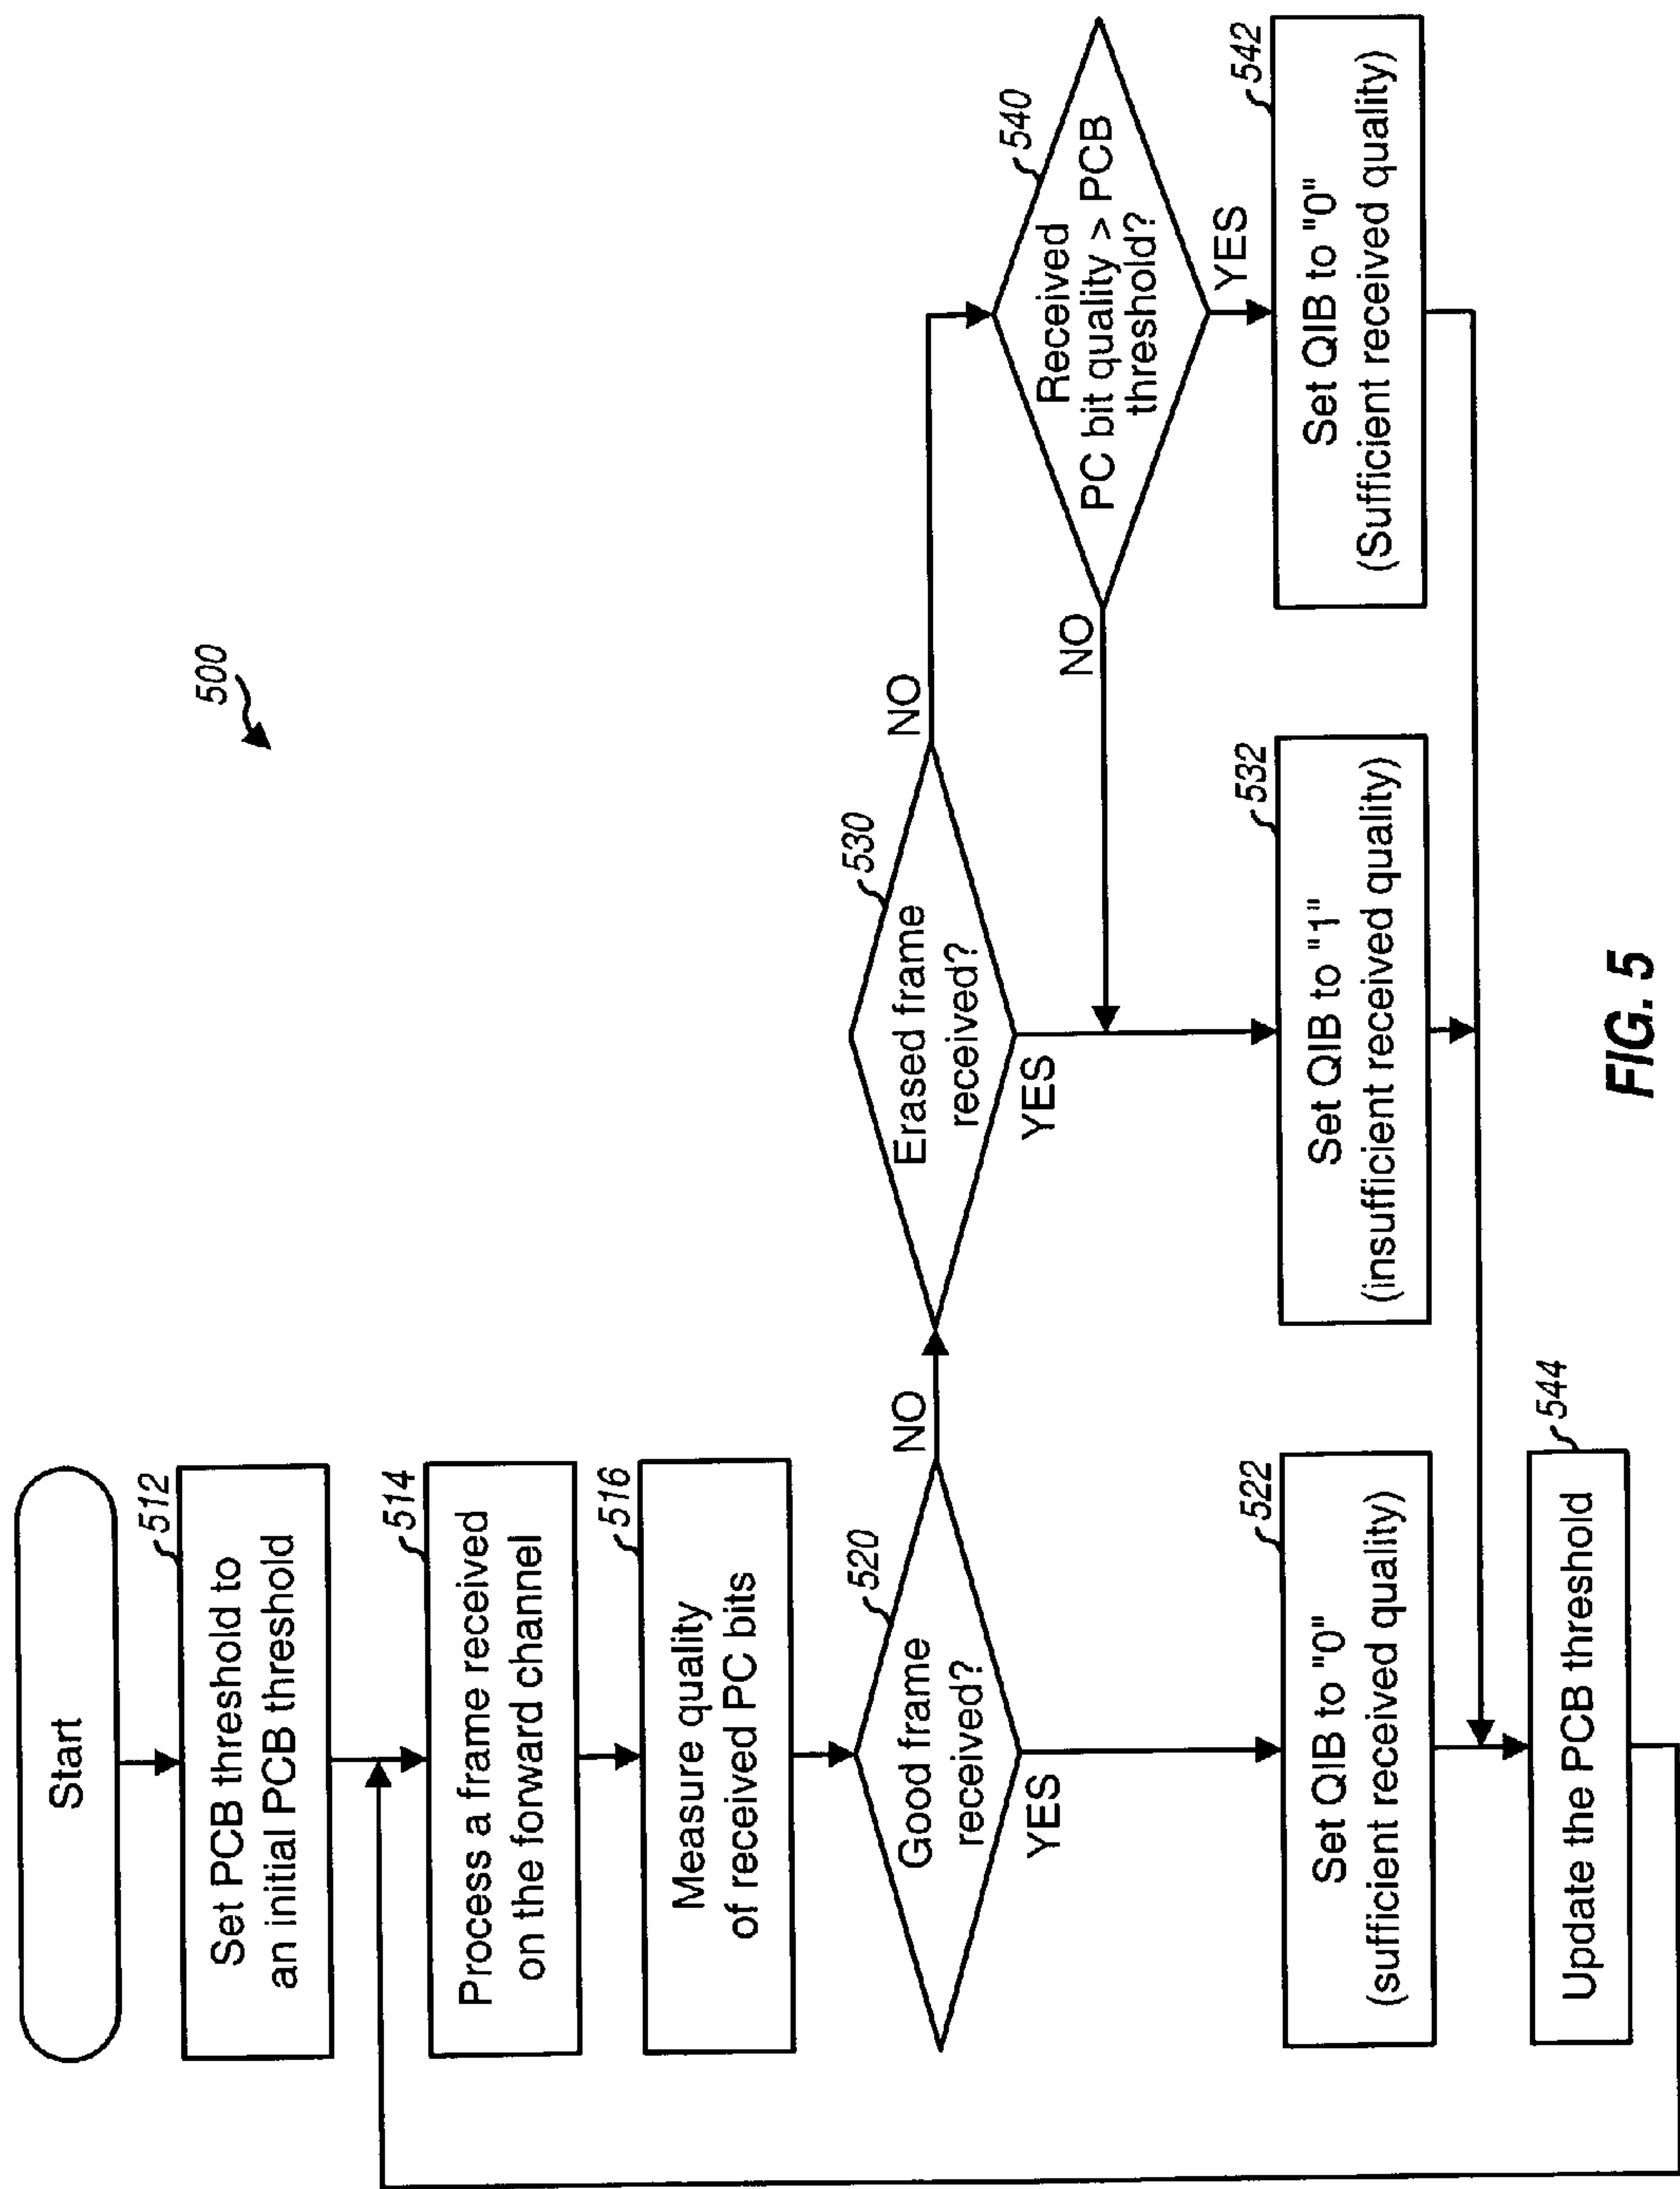 500
Start
512
Set PCB threshold to
an initial PCB threshold
514
Process a frame received
on the forward channel
516
Measure quality
of received PC bits
520
Good frame
received?
NO
YES
530
Erased frame
received?
NO
YES
540
Received
PC bit quality > PCB
threshold?
NO
YES
522
Set QIB to "0"
(sufficient received quality)
532
Set QIB to "1"
(insufficient received quality)
542
Set QIB to "0"
(Sufficient received quality)
544
Update the PCB threshold
FIG. 5